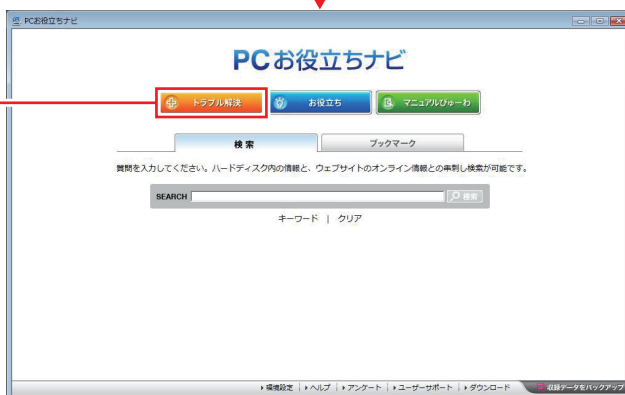 PCお役立ちナビ
PCお役立ちナビ
トラブル解決 お役立ち マニュアルびゅーわ
検索 ブックマーク
質問を入力してください。ハードディスク内の情報と、ウェブサイトのオンライン情報との串刺し検索が可能です。
SEARCH 検索
キーワード | クリア
環境設定 | ヘルプ | アンケート | ユーザーサポート | ダウンロード 収録データをバックアップ